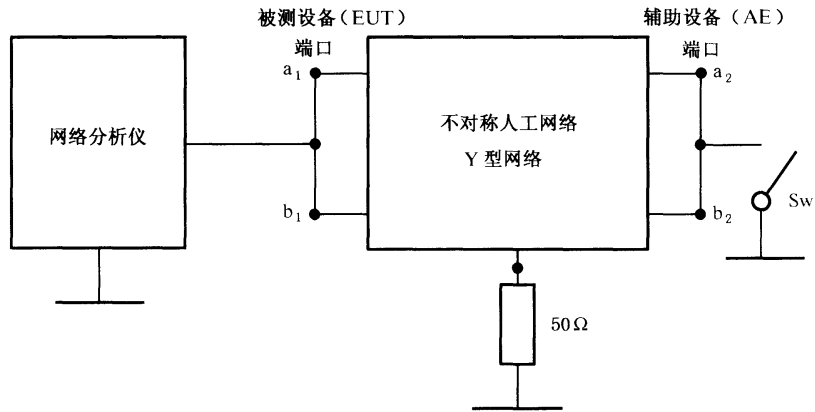 被测设备(EUT)
端口
辅助设备(AE)
端口
a₁
a₂
网络分析仪
不对称人工网络
Y 型网络
b₁
b₂
Sw
50Ω